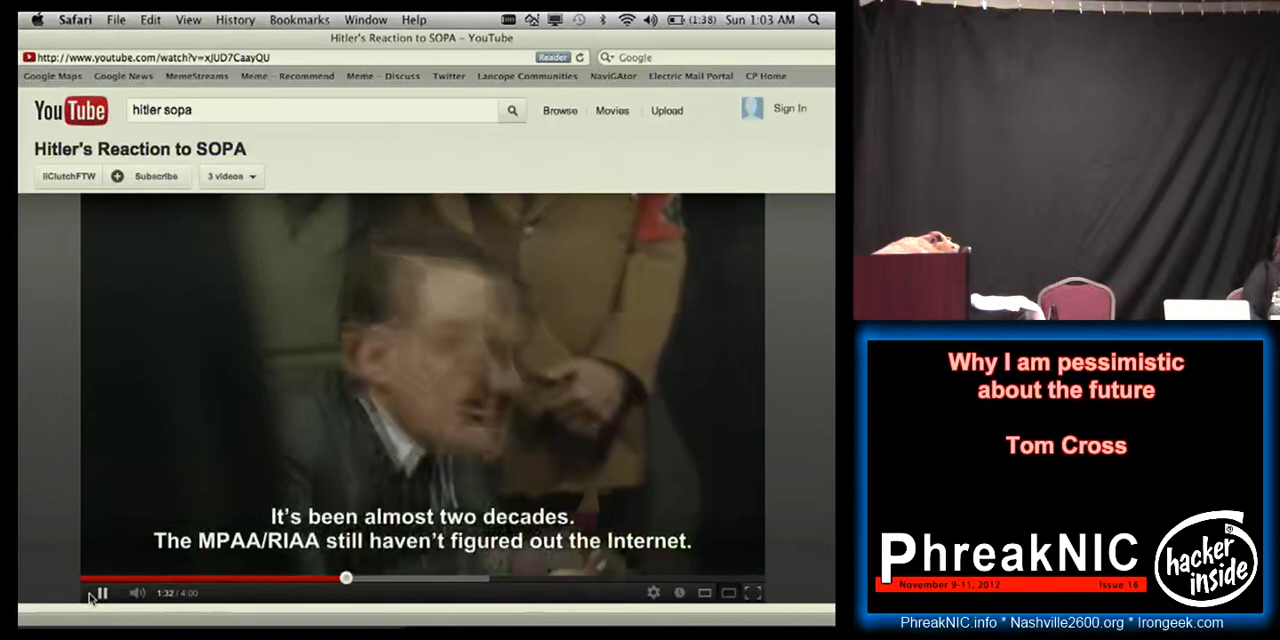 Safari File Edit View History Bookmarks Window Help (1:38) Sun 1:03 AM
Hitler's Reaction to SOPA – YouTube
http://www.youtube.com/watch?v=xJUD7CaayQU Reader Google
Google Maps Google News MemeStreams Meme - Recommend Meme - Discuss Twitter Lancope Communities NaviGAtor Electric Mail Portal CP Home
YouTube hitler sopa Browse Movies Upload Sign In
Hitler's Reaction to SOPA
Subscribe 3 videos
It's been almost two decades.
The MPAA/RIAA still haven't figured out the Internet.
1:32 / 4:00
Why I am pessimistic
about the future
Tom Cross
PhreakNIC
November 9-11, 2012 Issue 16
hacker
inside
PhreakNIC.info * Nashville2600.org * Irongeek.com